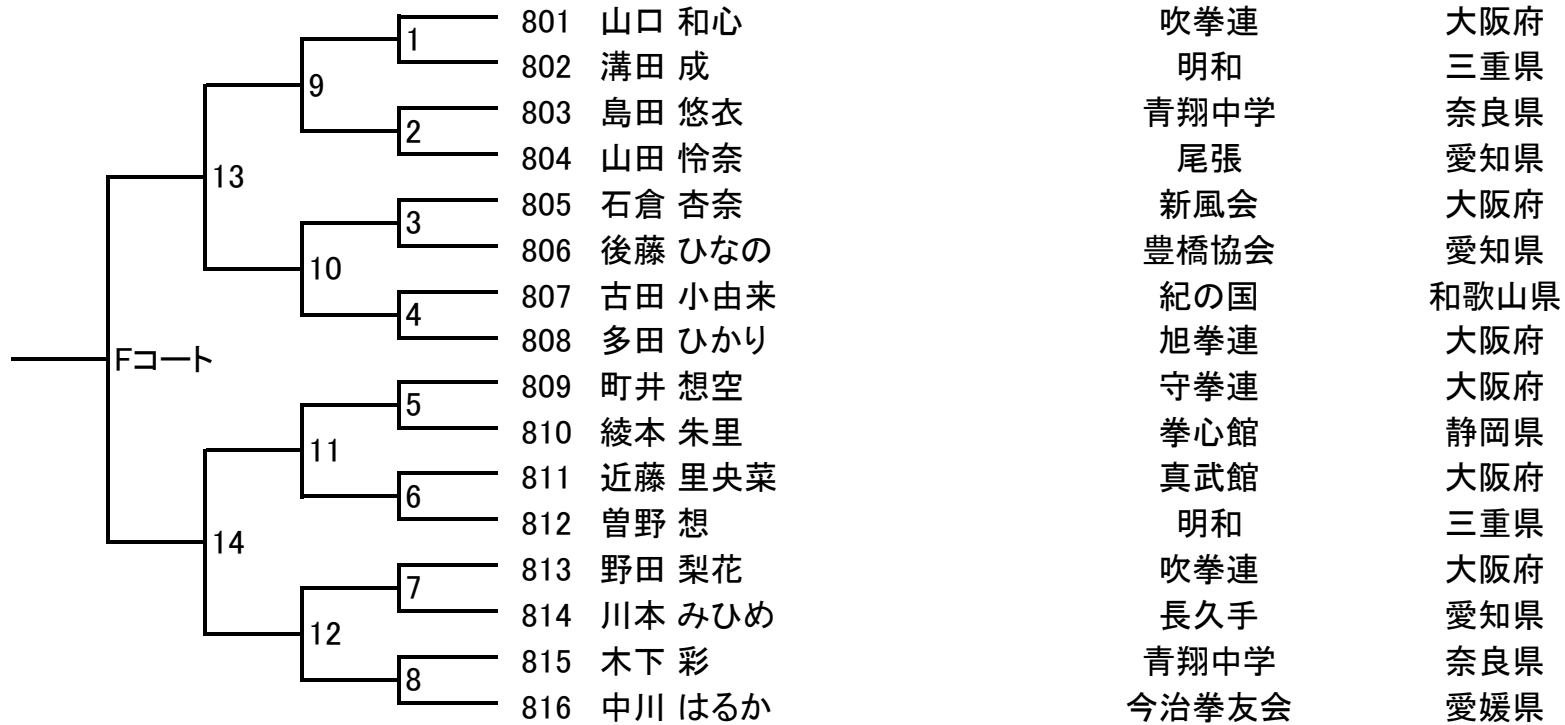 801 山口 和心 吹拳連 大阪府
1
802 溝田 成 明和 三重県
9
803 島田 悠衣 青翔中学 奈良県
2
804 山田 怜奈 尾張 愛知県
13
805 石倉 杏奈 新風会 大阪府
3
806 後藤 ひなの 豊橋協会 愛知県
10
807 古田 小由来 紀の国 和歌山県
4
808 多田 ひかり 旭拳連 大阪府
Fコート
809 町井 想空 守拳連 大阪府
5
810 綾本 朱里 拳心館 静岡県
11
811 近藤 里央菜 真武館 大阪府
6
812 曽野 想 明和 三重県
14
813 野田 梨花 吹拳連 大阪府
7
814 川本 みひめ 長久手 愛知県
12
815 木下 彩 青翔中学 奈良県
8
816 中川 はるか 今治拳友会 愛媛県